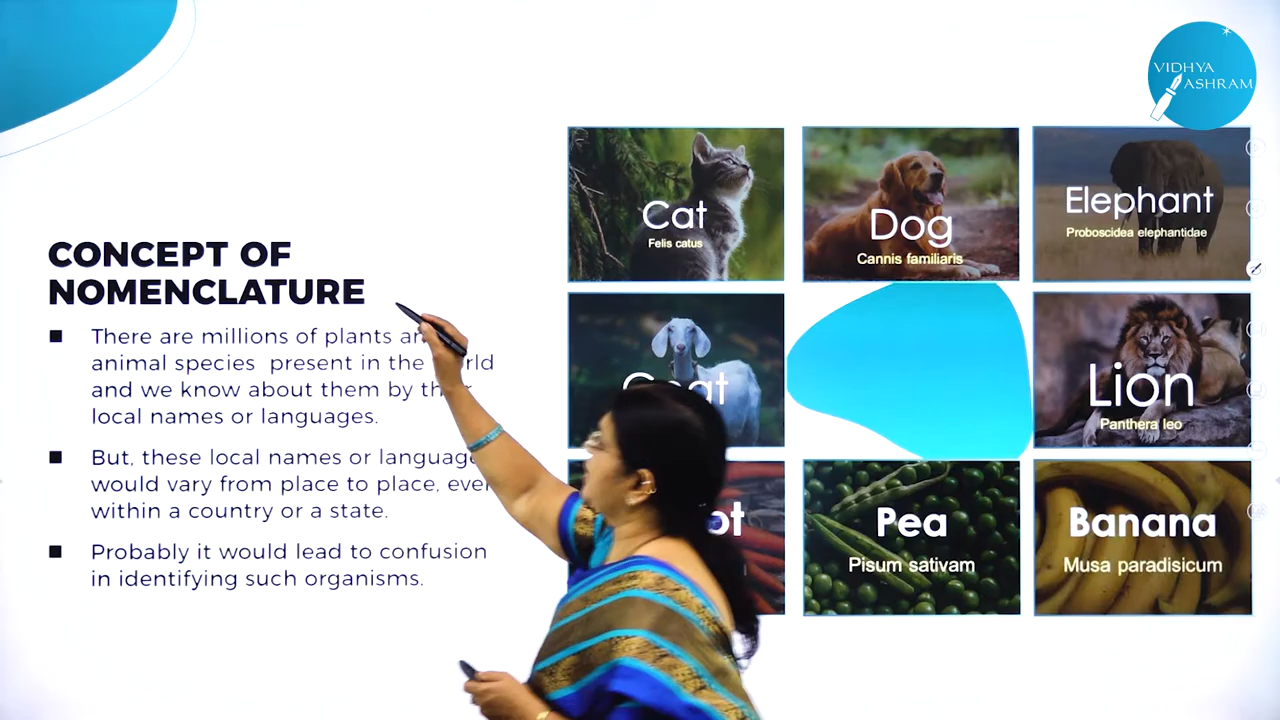 VIDHYA
ASHRAM
CONCEPT OF
NOMENCLATURE
There are millions of plants
animal species present in the
and we know about them by
local names or languages.
But, these local names or
would vary from place to place, even
within a country or a state.
Probably it would lead to confusion
in identifying such organisms.
Cat
Felis catus
Dog
Cannis familiaris
Elephant
Proboscidea elephantidae
Goat
Lion
Panthera leo
Pea
Pisum sativam
Banana
Musa paradisicum